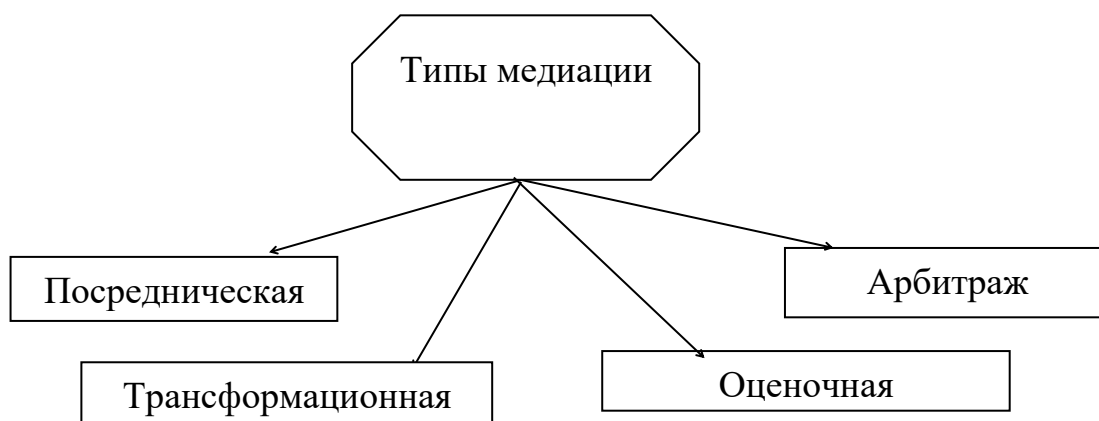 Типы медиации
Посредническая
Арбитраж
Трансформационная
Оценочная